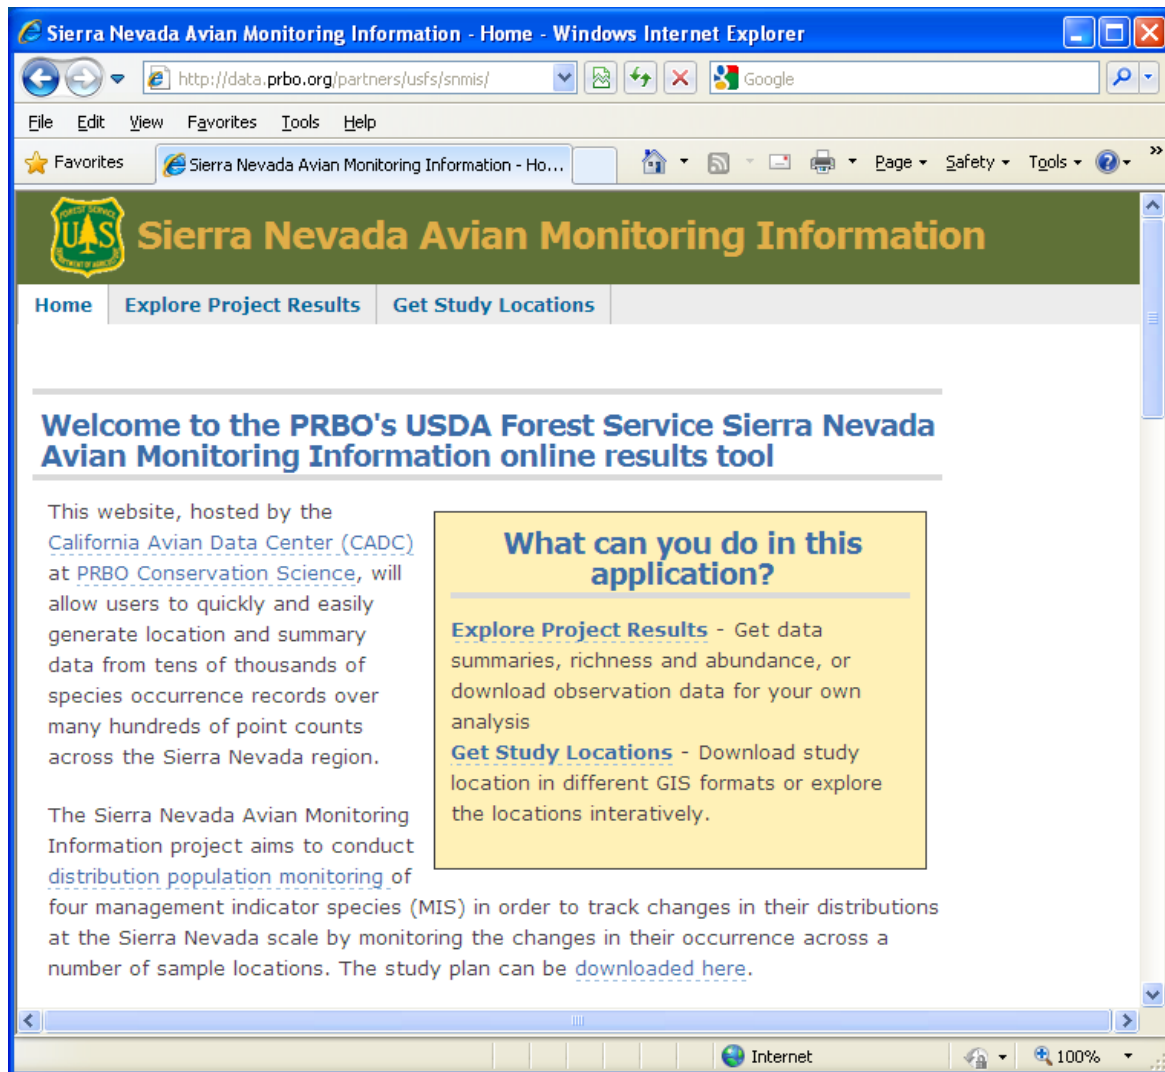 Sierra Nevada Avian Monitoring Information - Home - Windows Internet Explorer
http://data.prbo.org/partners/usfs/snmis/
Google
File Edit View Favorites Tools Help
Favorites
Sierra Nevada Avian Monitoring Information - Ho...
Page Safety Tools
»
FOREST SERVICE
UAS
DEPARTMENT OF AGRICULTURE
Sierra Nevada Avian Monitoring Information
Home Explore Project Results Get Study Locations
Welcome to the PRBO's USDA Forest Service Sierra Nevada
Avian Monitoring Information online results tool
This website, hosted by the
California Avian Data Center (CADC)
at PRBO Conservation Science, will
allow users to quickly and easily
generate location and summary
data from tens of thousands of
species occurrence records over
many hundreds of point counts
across the Sierra Nevada region.
What can you do in this
application?
Explore Project Results - Get data
summaries, richness and abundance, or
download observation data for your own
analysis
Get Study Locations - Download study
location in different GIS formats or explore
the locations interatively.
The Sierra Nevada Avian Monitoring
Information project aims to conduct
distribution population monitoring of
four management indicator species (MIS) in order to track changes in their distributions
at the Sierra Nevada scale by monitoring the changes in their occurrence across a
number of sample locations. The study plan can be downloaded here.
Internet
100%